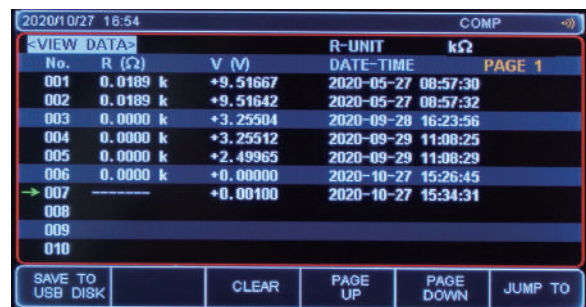 2020/10/27 16:54 COMP
<VIEW DATA> R-UNIT kΩ
No. R (Ω) V (V) DATE-TIME PAGE 1
001 0.0189 k +9.51667 2020-05-27 08:57:30
002 0.0189 k +9.51642 2020-05-27 08:57:32
003 0.0000 k +3.25504 2020-09-28 16:23:56
004 0.0000 k +3.25512 2020-09-29 11:08:25
005 0.0000 k +2.49965 2020-09-29 11:08:29
006 0.0000 k +0.00000 2020-10-27 15:26:45
007 ------- +0.00100 2020-10-27 15:34:31
008
009
010
SAVE TO USB DISK CLEAR PAGE UP PAGE DOWN JUMP TO